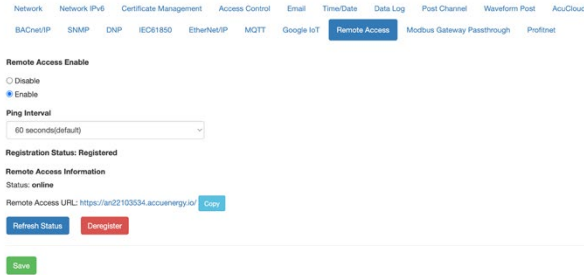 Network Network IPv6 Certificate Management Access Control Email Time/Date Data Log Post Channel Waveform Post AcuCloud
BACnet/IP SNMP DNP IEC61850 EtherNet/IP MQTT Google IoT Remote Access Modbus Gateway Passthrough Profitnet
Remote Access Enable
Disable
Enable
Ping Interval
60 seconds(default)
Registration Status: Registered
Remote Access Information
Status: online
Remote Access URL: https://an22103534.accuenergy.io/ Copy
Refresh Status Deregister
Save